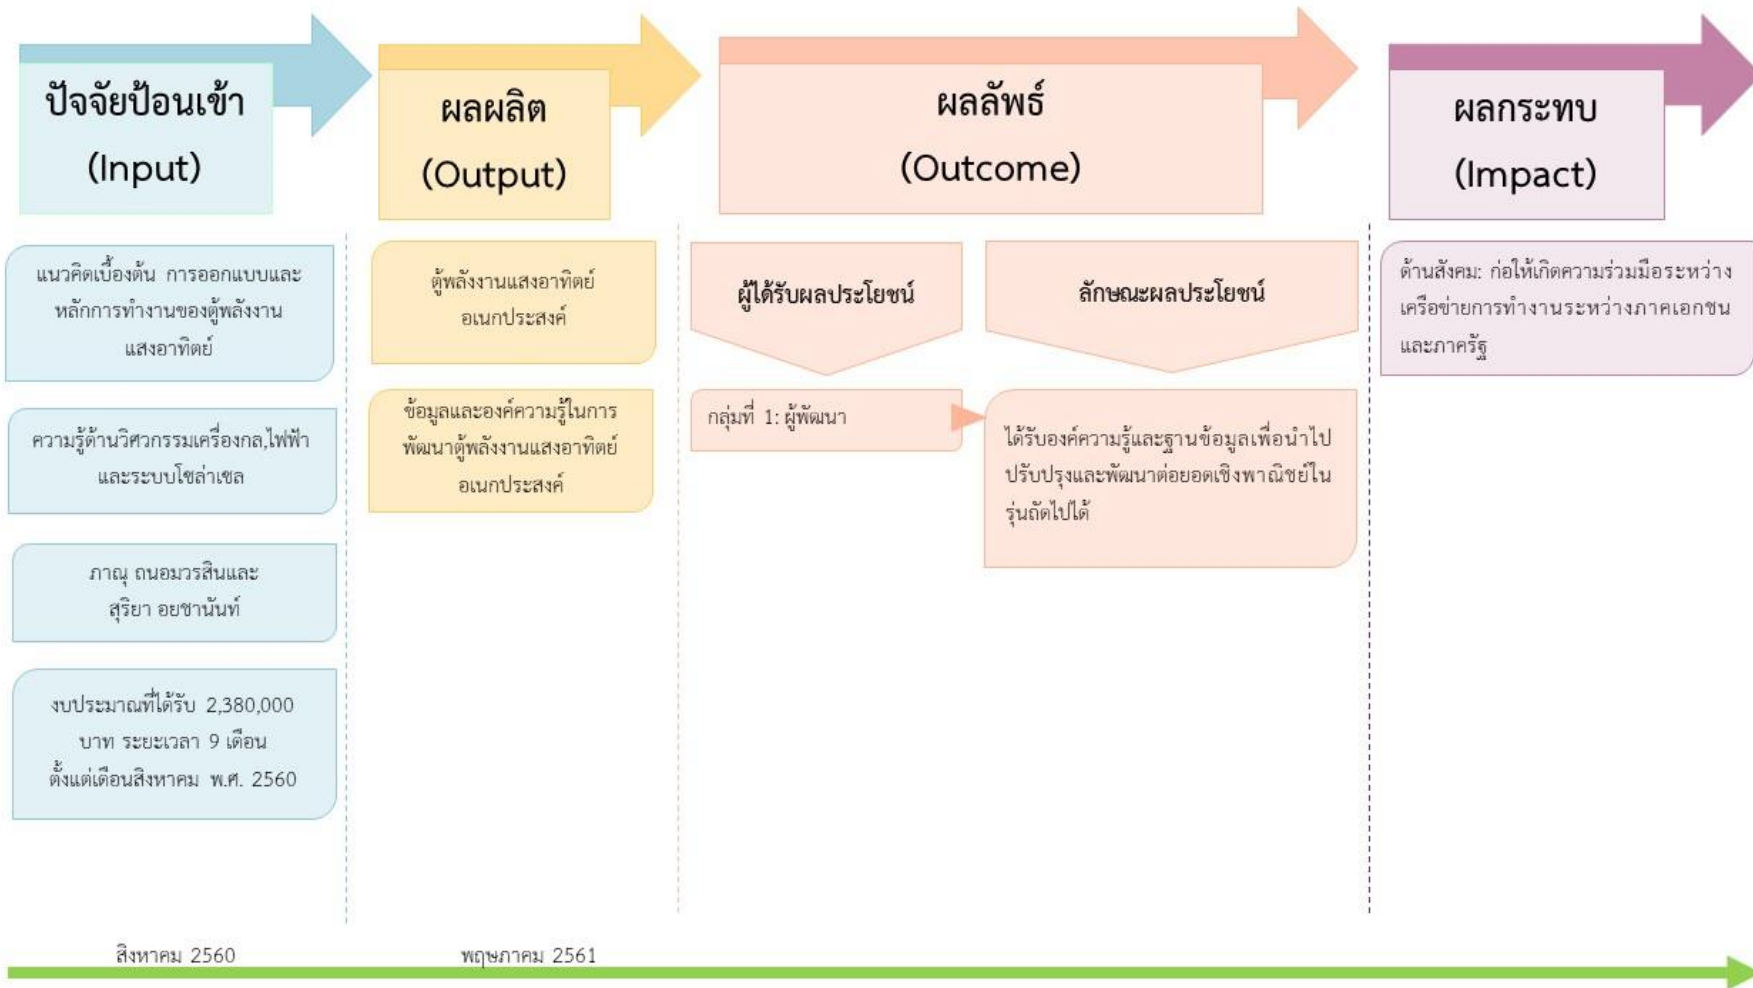 ปัจจัยป้อนเข้า
(Input)
ผลผลิต
(Output)
ผลลัพธ์
(Outcome)
ผลกระทบ
(Impact)
แนวคิดเบื้องต้น การออกแบบและ
หลักการทำงานของตู้พลังงาน
แสงอาทิตย์
ความรู้ด้านวิศวกรรมเครื่องกล,ไฟฟ้า
และระบบโซล่าเซล
ภาณุ ถนอมวรสินและ
สุริยา อยชานันท์
งบประมาณที่ได้รับ 2,380,000
บาท ระยะเวลา 9 เดือน
ตั้งแต่เดือนสิงหาคม พ.ศ. 2560
ตู้พลังงานแสงอาทิตย์
อเนกประสงค์
ข้อมูลและองค์ความรู้ในการ
พัฒนาตู้พลังงานแสงอาทิตย์
อเนกประสงค์
ผู้ได้รับผลประโยชน์
กลุ่มที่ 1: ผู้พัฒนา
ลักษณะผลประโยชน์
ได้รับองค์ความรู้และฐานข้อมูลเพื่อนำไป
ปรับปรุงและพัฒนาต่อยอดเชิงพาณิชย์ใน
รุ่นถัดไปได้
ด้านสังคม: ก่อให้เกิดความร่วมมือระหว่าง
เครือข่ายการทำงานระหว่างภาคเอกชน
และภาครัฐ
สิงหาคม 2560
พฤษภาคม 2561